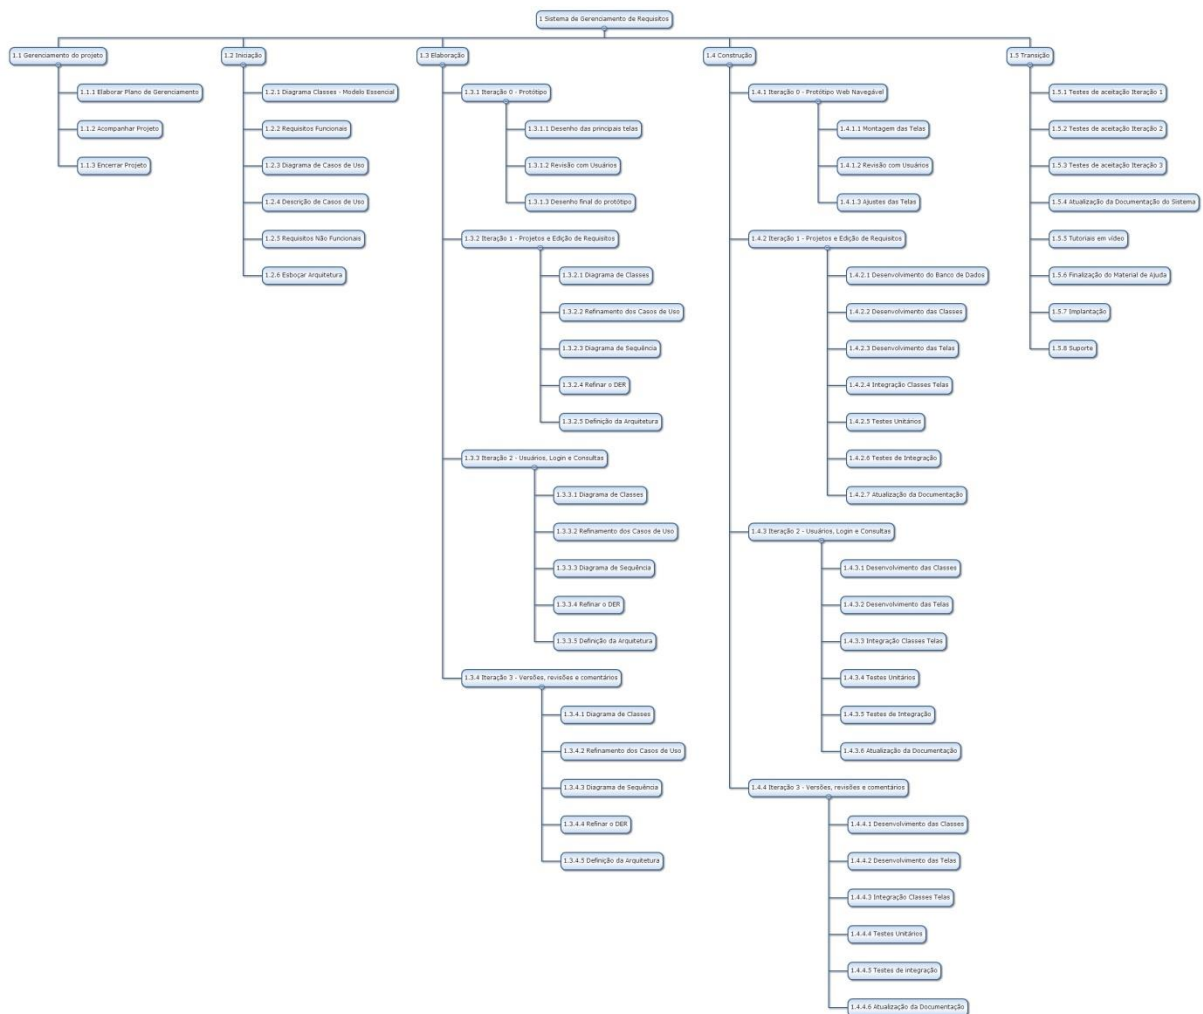 1 Sistema de Gerenciamento de Requisitos
1.1 Gerenciamento do projeto
1.1.1 Elaborar Plano de Gerenciamento
1.1.2 Acompanhar Projeto
1.1.3 Encerrar Projeto
1.2 Iniciação
1.2.1 Diagrama Classes - Modelo Essencial
1.2.2 Requisitos Funcionais
1.2.3 Diagrama de Casos de Uso
1.2.4 Descrição de Casos de Uso
1.2.5 Requisitos Não Funcionais
1.2.6 Esboçar Arquitetura
1.3 Elaboração
1.3.1 Iteração 0 - Protótipo
1.3.1.1 Desenho das principais telas
1.3.1.2 Revisão com Usuários
1.3.1.3 Desenho final do protótipo
1.3.2 Iteração 1 - Projetos e Edição de Requisitos
1.3.2.1 Diagrama de Classes
1.3.2.2 Refinamento dos Casos de Uso
1.3.2.3 Diagrama de Sequência
1.3.2.4 Refinar o DER
1.3.2.5 Definição da Arquitetura
1.3.3 Iteração 2 - Usuários, Login e Consultas
1.3.3.1 Diagrama de Classes
1.3.3.2 Refinamento dos Casos de Uso
1.3.3.3 Diagrama de Sequência
1.3.3.4 Refinar o DER
1.3.3.5 Definição da Arquitetura
1.3.4 Iteração 3 - Versões, revisões e comentários
1.3.4.1 Diagrama de Classes
1.3.4.2 Refinamento dos Casos de Uso
1.3.4.3 Diagrama de Sequência
1.3.4.4 Refinar o DER
1.3.4.5 Definição da Arquitetura
1.4 Construção
1.4.1 Iteração 0 - Protótipo Web Navegável
1.4.1.1 Montagem das Telas
1.4.1.2 Revisão com Usuários
1.4.1.3 Ajustes das Telas
1.4.2 Iteração 1 - Projetos e Edição de Requisitos
1.4.2.1 Desenvolvimento do Banco de Dados
1.4.2.2 Desenvolvimento das Classes
1.4.2.3 Desenvolvimento das Telas
1.4.2.4 Integração Classes Telas
1.4.2.5 Testes Unitários
1.4.2.6 Testes de Integração
1.4.2.7 Atualização da Documentação
1.4.3 Iteração 2 - Usuários, Login e Consultas
1.4.3.1 Desenvolvimento das Classes
1.4.3.2 Desenvolvimento das Telas
1.4.3.3 Integração Classes Telas
1.4.3.4 Testes Unitários
1.4.3.5 Testes de Integração
1.4.3.6 Atualização da Documentação
1.4.4 Iteração 3 - Versões, revisões e comentários
1.4.4.1 Desenvolvimento das Classes
1.4.4.2 Desenvolvimento das Telas
1.4.4.3 Integração Classes Telas
1.4.4.4 Testes Unitários
1.4.4.5 Testes de integração
1.4.4.6 Atualização da Documentação
1.5 Transição
1.5.1 Testes de aceitação Iteração 1
1.5.2 Testes de aceitação Iteração 2
1.5.3 Testes de aceitação Iteração 3
1.5.4 Atualização da Documentação do Sistema
1.5.5 Tutoriais em vídeo
1.5.6 Finalização do Material de Ajuda
1.5.7 Implantação
1.5.8 Suporte